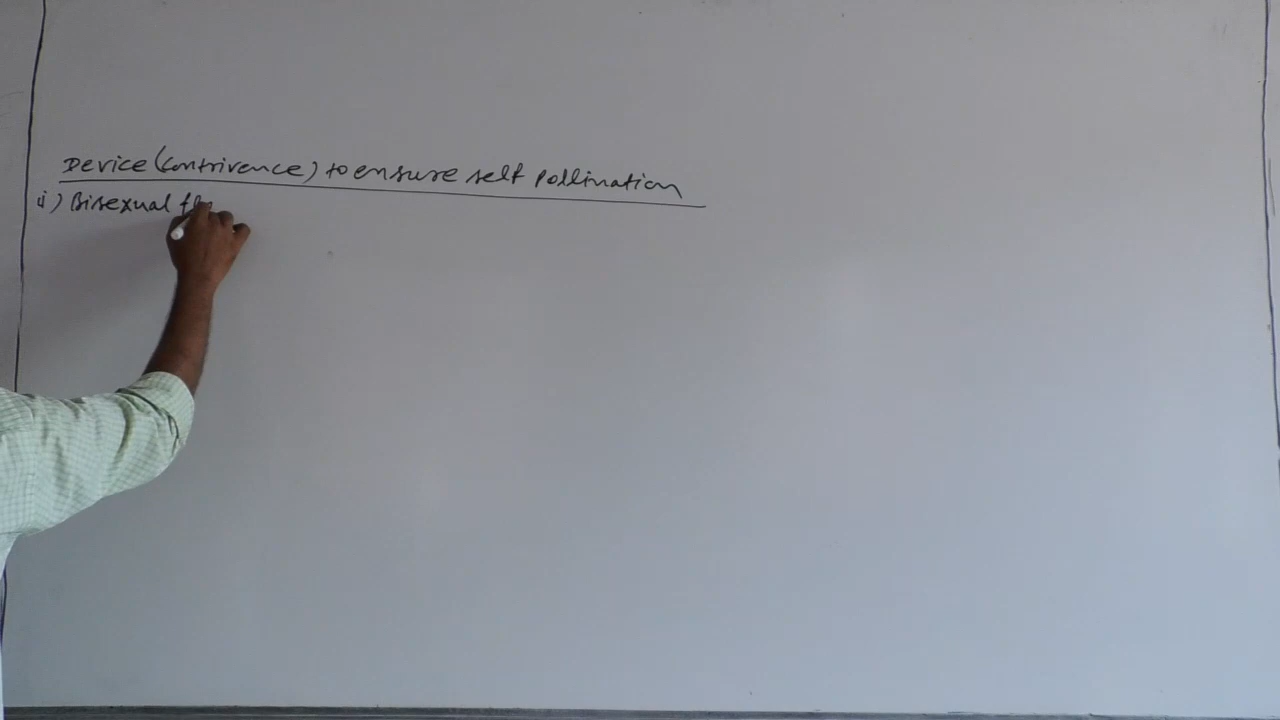 Device (contrivence) to ensure self pollination
i) Bisexual